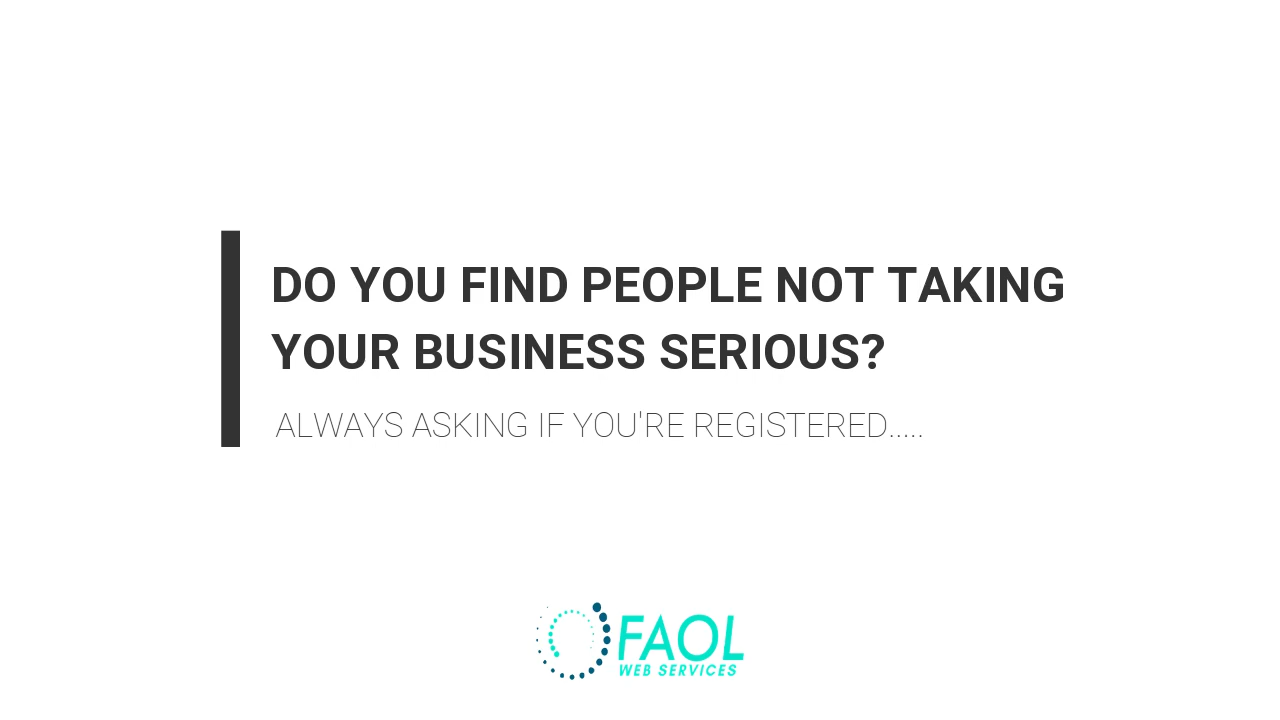 DO YOU FIND PEOPLE NOT TAKING
YOUR BUSINESS SERIOUS?
ALWAYS ASKING IF YOU'RE REGISTERED.....
FAOL
WEB SERVICES